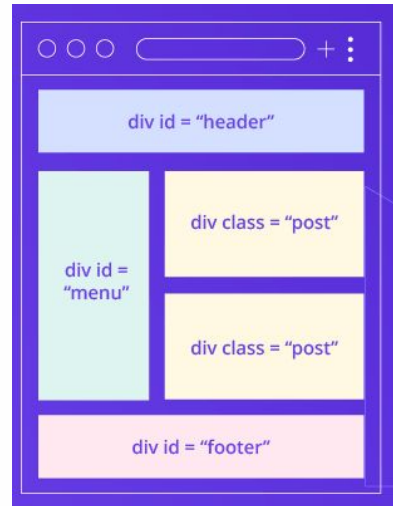 div id = “header”
div id =
“menu”
div class = “post”
div class = “post”
div id = “footer”